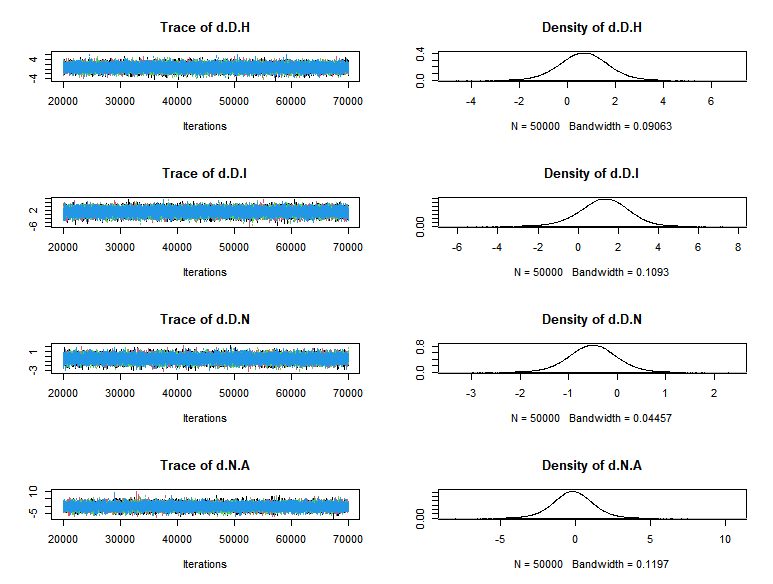 Trace of d.D.H
Density of d.D.H
-4 4
0.0 0.4
20000 30000 40000 50000 60000 70000
-4 -2 0 2 4 6
Iterations
N = 50000 Bandwidth = 0.09063
Trace of d.D.I
Density of d.D.I
-6 2
0.00
20000 30000 40000 50000 60000 70000
-6 -4 -2 0 2 4 6 8
Iterations
N = 50000 Bandwidth = 0.1093
Trace of d.D.N
Density of d.D.N
-3 1
0.0 0.8
20000 30000 40000 50000 60000 70000
-3 -2 -1 0 1 2
Iterations
N = 50000 Bandwidth = 0.04457
Trace of d.N.A
Density of d.N.A
-5 10
0.00
20000 30000 40000 50000 60000 70000
-5 0 5 10
Iterations
N = 50000 Bandwidth = 0.1197